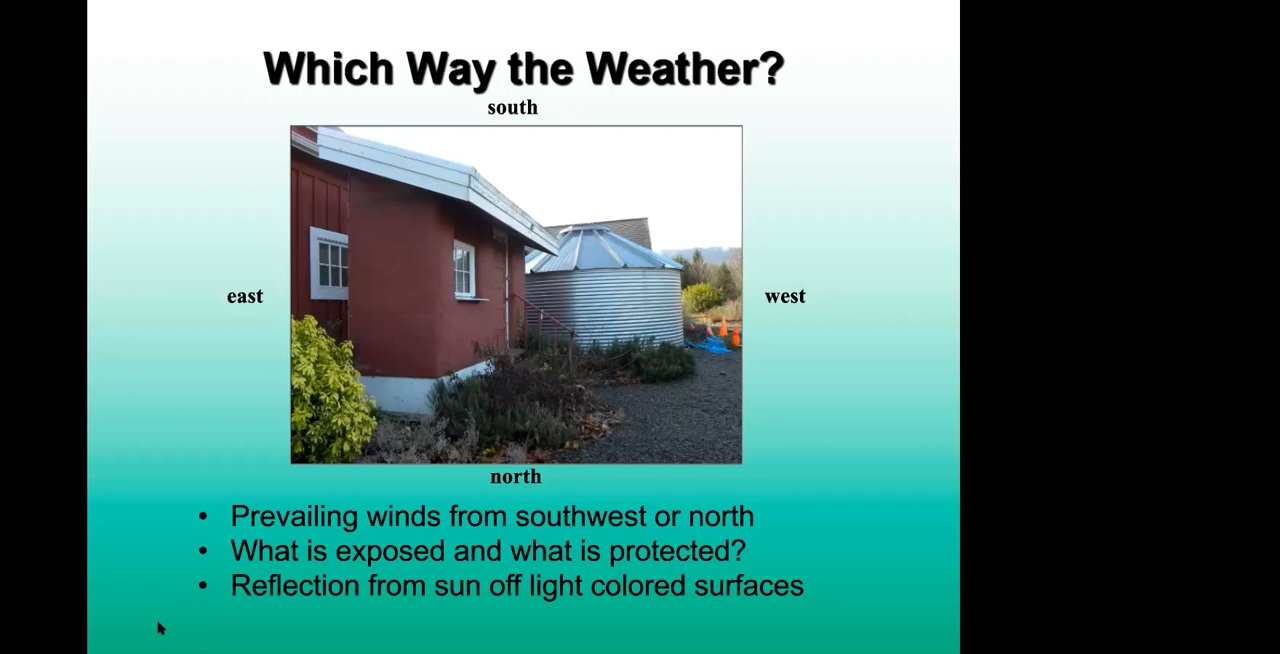 Which Way the Weather?
south
east
west
north
• Prevailing winds from southwest or north
• What is exposed and what is protected?
• Reflection from sun off light colored surfaces